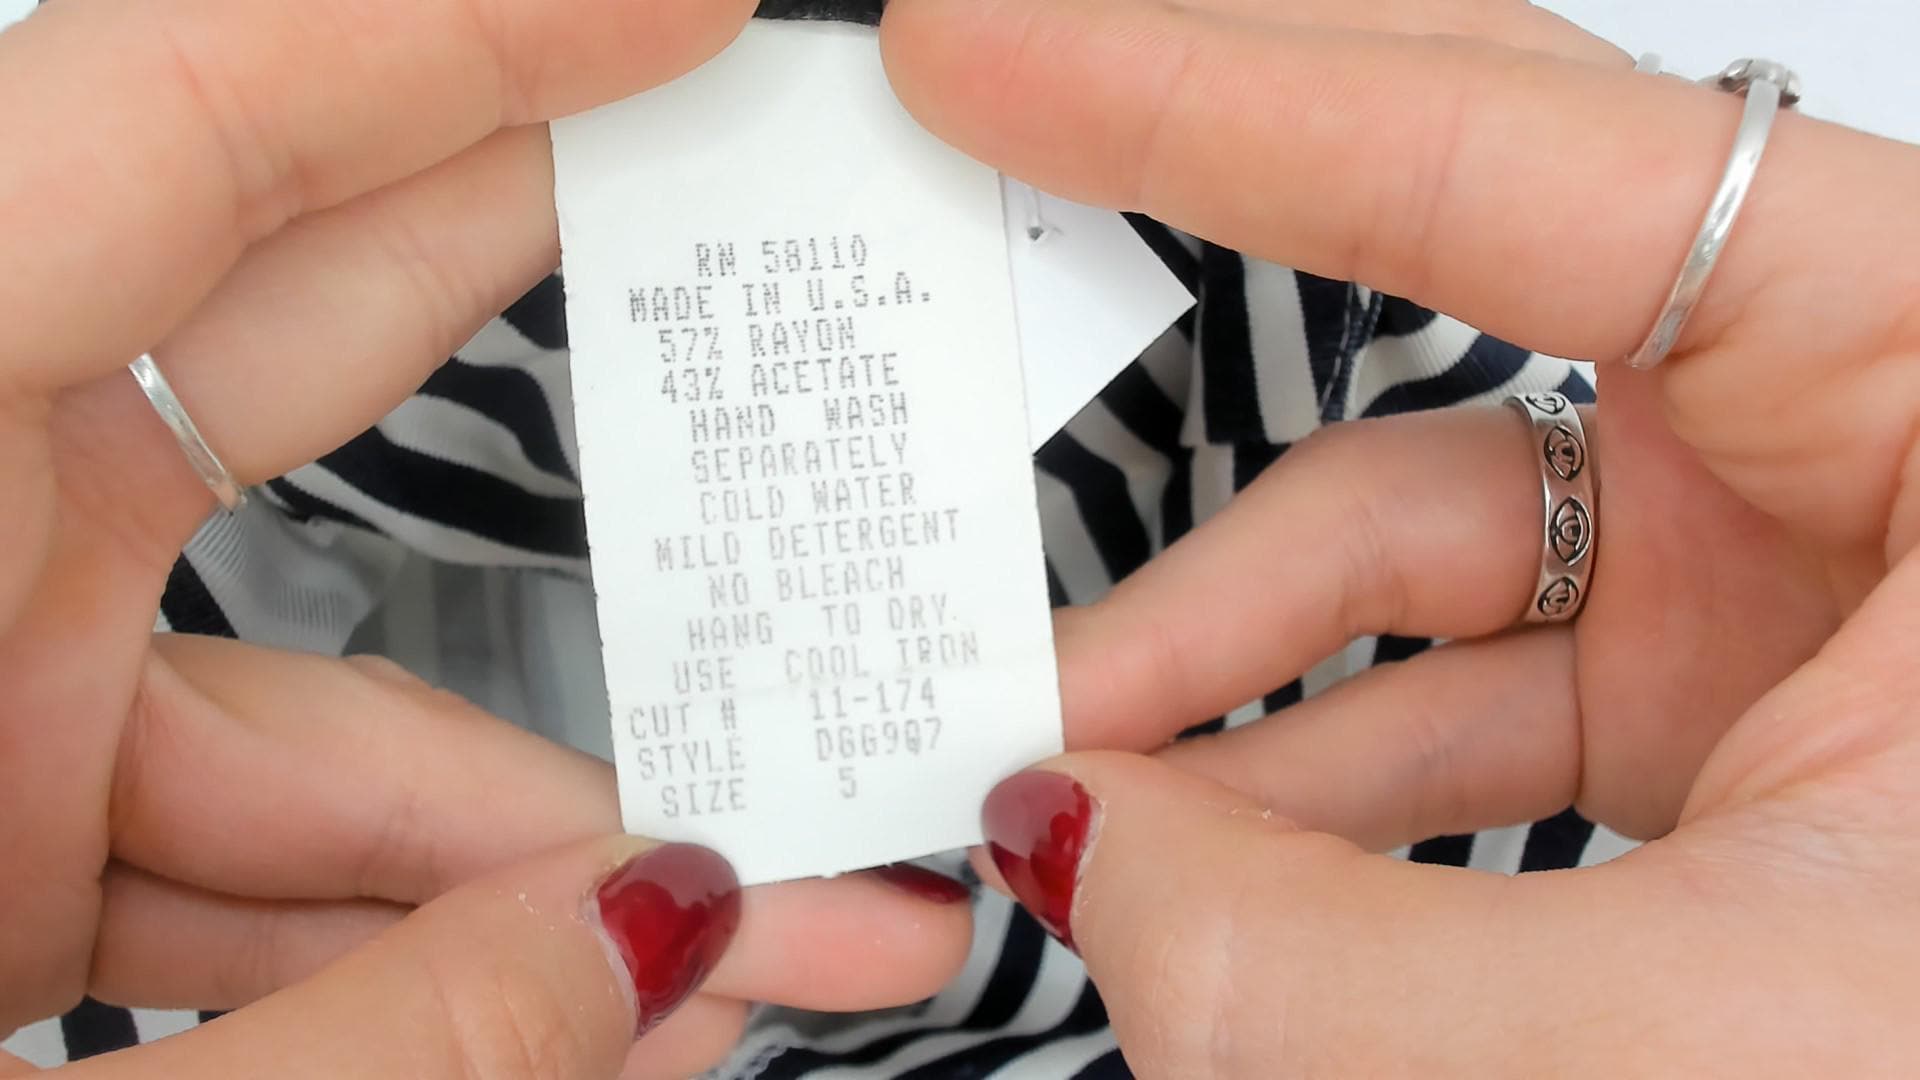 RN 58110
MADE IN U.S.A.
57% RAYON
43% ACETATE
HAND WASH
SEPARATELY
COLD WATER
MILD DETERGENT
NO BLEACH
HANG TO DRY.
USE COOL IRON
CUT # 11-174
STYLE DGG9Q7
SIZE 5